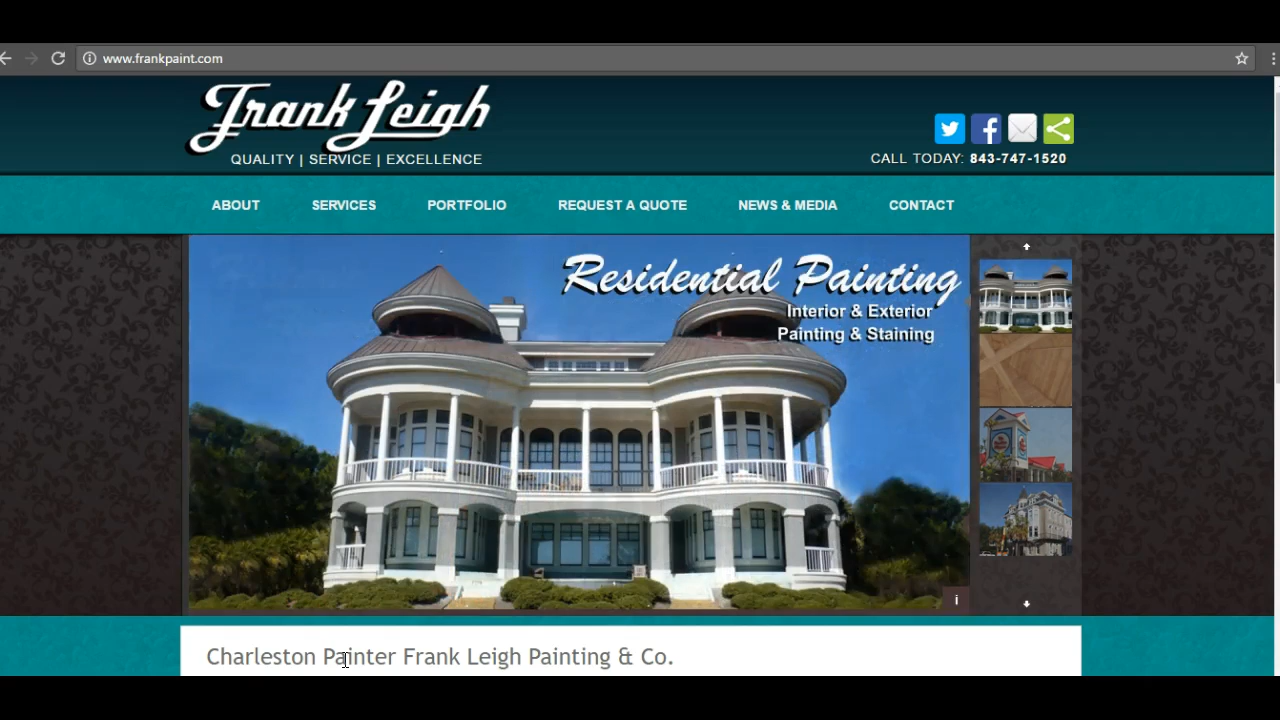 www.frankpaint.com
Frank Leigh
QUALITY | SERVICE | EXCELLENCE
CALL TODAY: 843-747-1520
ABOUT SERVICES PORTFOLIO REQUEST A QUOTE NEWS & MEDIA CONTACT
Residential Painting
Interior & Exterior
Painting & Staining
i
Charleston Painter Frank Leigh Painting & Co.